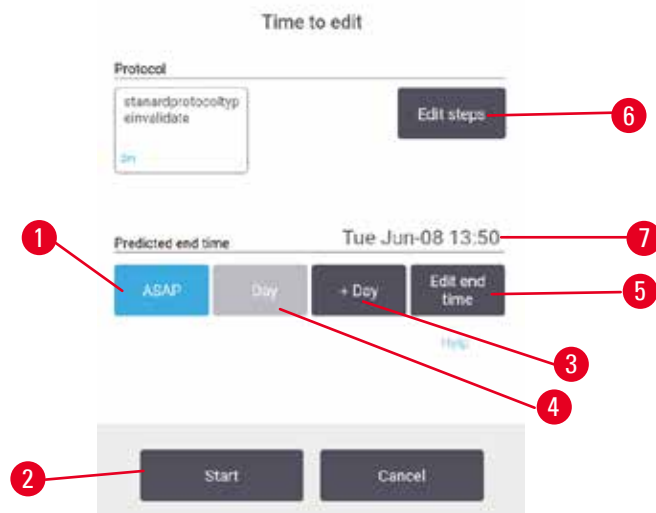 Time to edit
Protocol
stanardprotocoltyp
einvalidate
Edit steps
6
1
Predicted end time
Tue Jun-08 13:50
7
ASAP
Day
+ Day
Edit end
time
5
Help
3
4
2
Start
Cancel